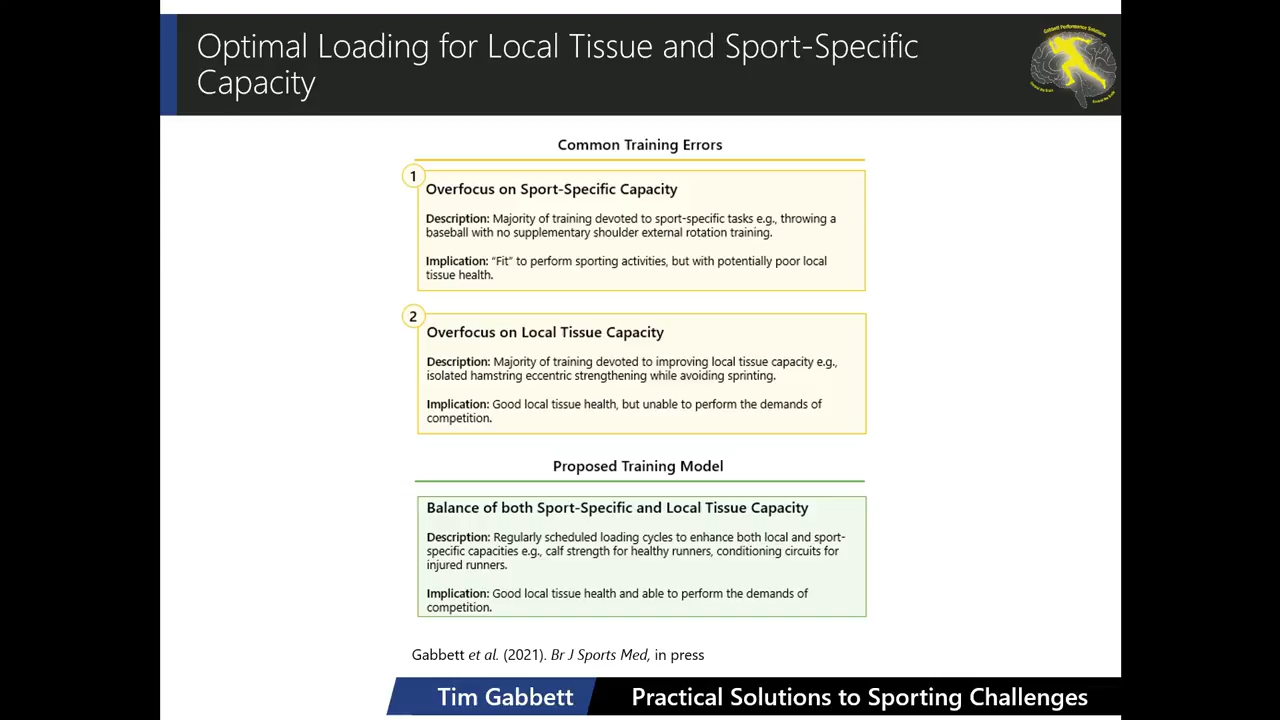 Optimal Loading for Local Tissue and Sport-Specific
Capacity
Gabbett Performance Solutions
Common Training Errors
1
Overfocus on Sport-Specific Capacity
Description: Majority of training devoted to sport-specific tasks e.g., throwing a
baseball with no supplementary shoulder external rotation training.
Implication: “Fit” to perform sporting activities, but with potentially poor local
tissue health.
2
Overfocus on Local Tissue Capacity
Description: Majority of training devoted to improving local tissue capacity e.g.,
isolated hamstring eccentric strengthening while avoiding sprinting.
Implication: Good local tissue health, but unable to perform the demands of
competition.
Proposed Training Model
Balance of both Sport-Specific and Local Tissue Capacity
Description: Regularly scheduled loading cycles to enhance both local and sport-
specific capacities e.g., calf strength for healthy runners, conditioning circuits for
injured runners.
Implication: Good local tissue health and able to perform the demands of
competition.
Gabbett et al. (2021). Br J Sports Med, in press
Tim Gabbett
Practical Solutions to Sporting Challenges